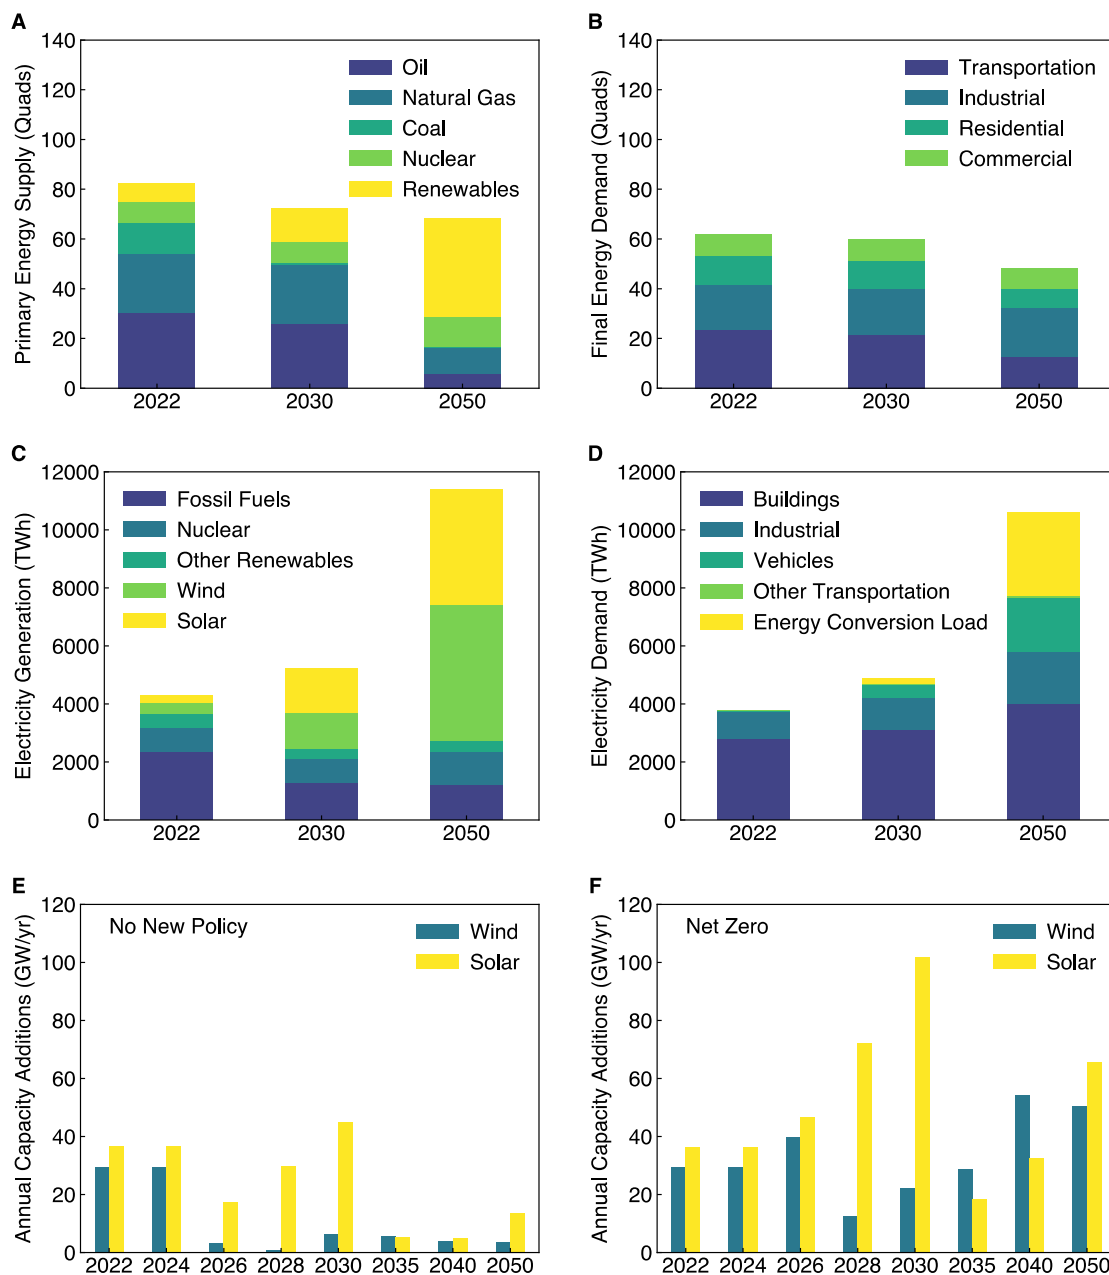 A
Primary Energy Supply (Quads)
140
120
100
80
60
40
20
0
Oil
Natural Gas
Coal
Nuclear
Renewables
2022 2030 2050
B
Final Energy Demand (Quads)
140
120
100
80
60
40
20
0
Transportation
Industrial
Residential
Commercial
2022 2030 2050
C
Electricity Generation (TWh)
12000
10000
8000
6000
4000
2000
0
Fossil Fuels
Nuclear
Other Renewables
Wind
Solar
2022 2030 2050
D
Electricity Demand (TWh)
12000
10000
8000
6000
4000
2000
0
Buildings
Industrial
Vehicles
Other Transportation
Energy Conversion Load
2022 2030 2050
E
Annual Capacity Additions (GW/yr)
120
100
80
60
40
20
0
No New Policy
Wind
Solar
2022 2024 2026 2028 2030 2035 2040 2050
F
Annual Capacity Additions (GW/yr)
120
100
80
60
40
20
0
Net Zero
Wind
Solar
2022 2024 2026 2028 2030 2035 2040 2050